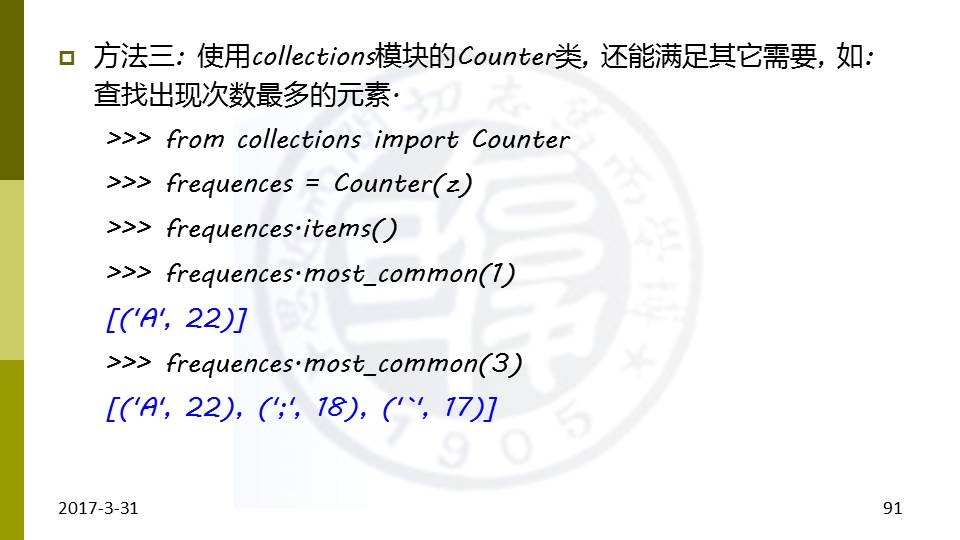 方法三：使用collections模块的Counter类，还能满足其它需要，如：
查找出现次数最多的元素.
>>> from collections import Counter
>>> frequences = Counter(z)
>>> frequences.items()
>>> frequences.most_common(1)
[('A', 22)]
>>> frequences.most_common(3)
[('A', 22), (';', 18), ('`', 17)]
1905
2017-3-31
91